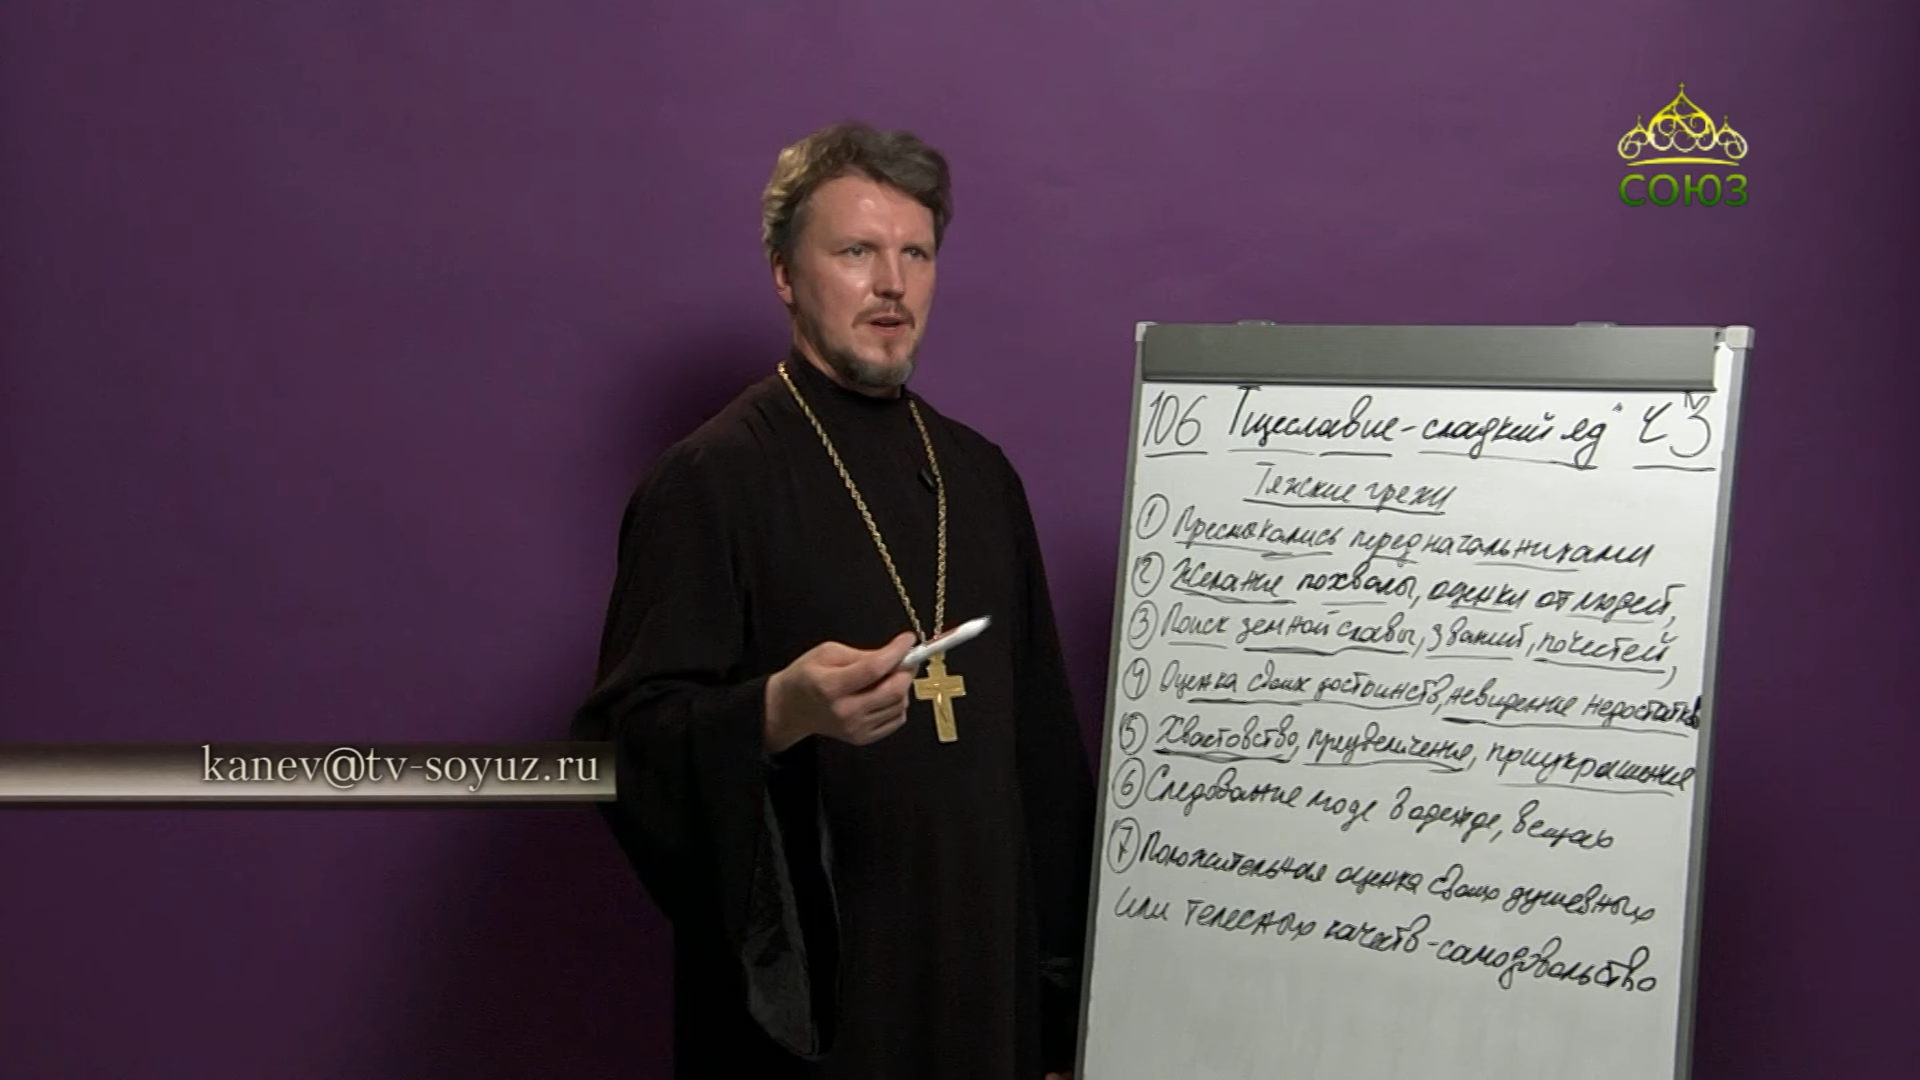 СОЮЗ
106 Тщеславие - сладкий яд" ч 3
Тяжкие грехи
1 Пресмыкались перед начальниками
2 Желание похвалы, оценки от людей,
3 Поиск земной славы, званий, почестей,
4 Оценка своих достоинств, невидение недостатков
5 Хвастовство, преувеличение, приукрашения
6 Следование моде в одежде, вещах
7 Положительная оценка своих душевных
или телесных качеств - самодовольство
kanev@tv-soyuz.ru